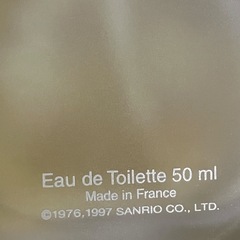 Eau de Toilette 50 ml
Made in France
©1976,1997 SANRIO CO., LTD.